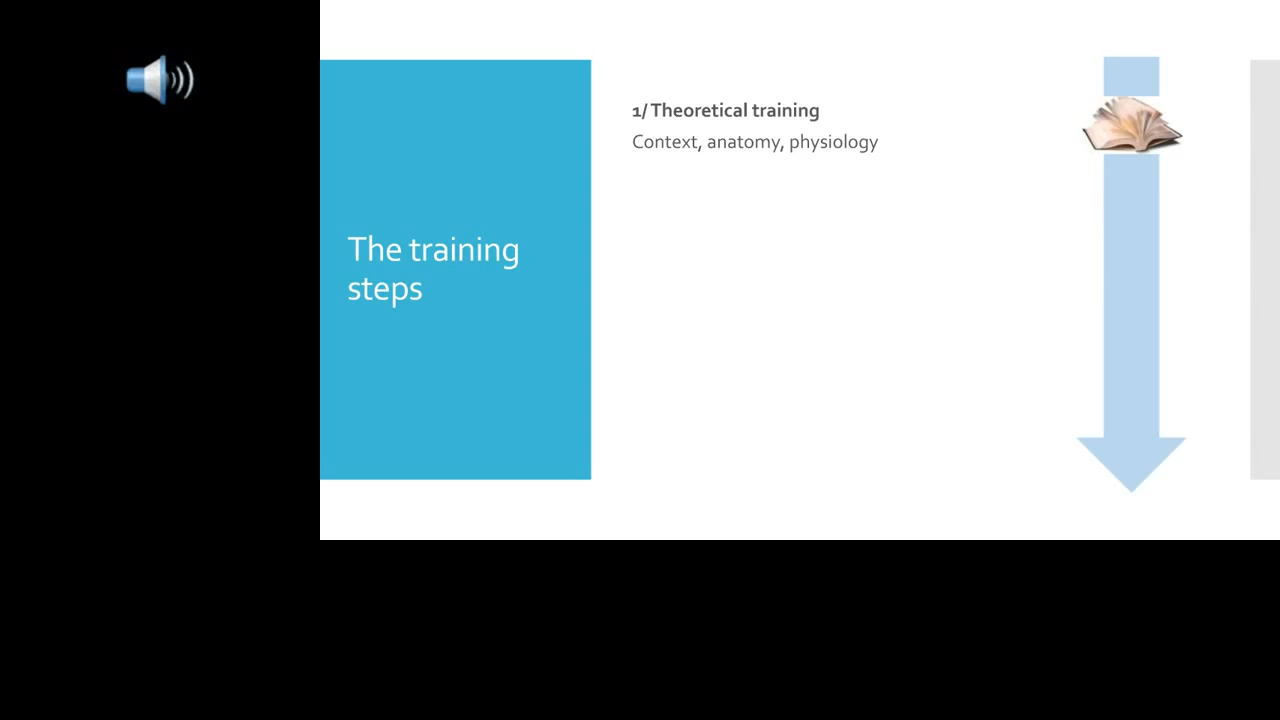 The training
steps
1/ Theoretical training
Context, anatomy, physiology